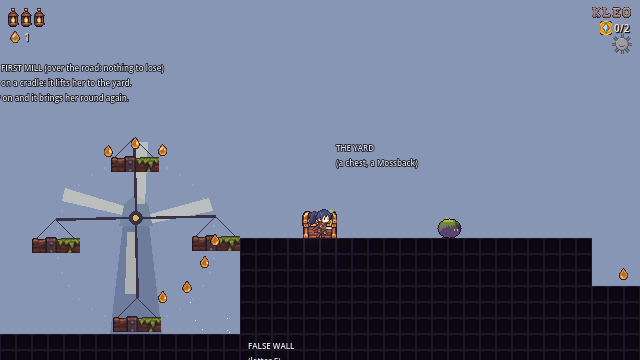 KLEO
1
0/2
FIRST MILL (over the road: nothing to lose)
on a cradle: it lifts her to the yard.
on and it brings her round again.
THE YARD
(a chest, a Mossback)
FALSE WALL